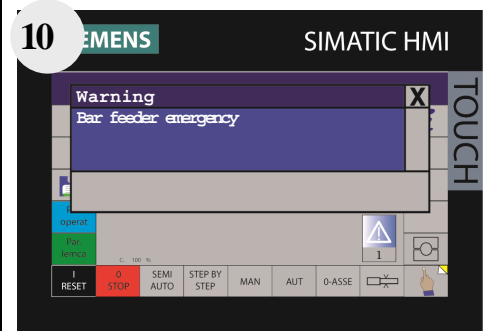 10
EMENS
SIMATIC HMI
TOUCH
Warning
X
Bar feeder emergency
operat
Par.
Iemca
C. 100 %
1
I
RESET
0
STOP
SEMI
AUTO
STEP BY
STEP
MAN
AUT
0-ASSE